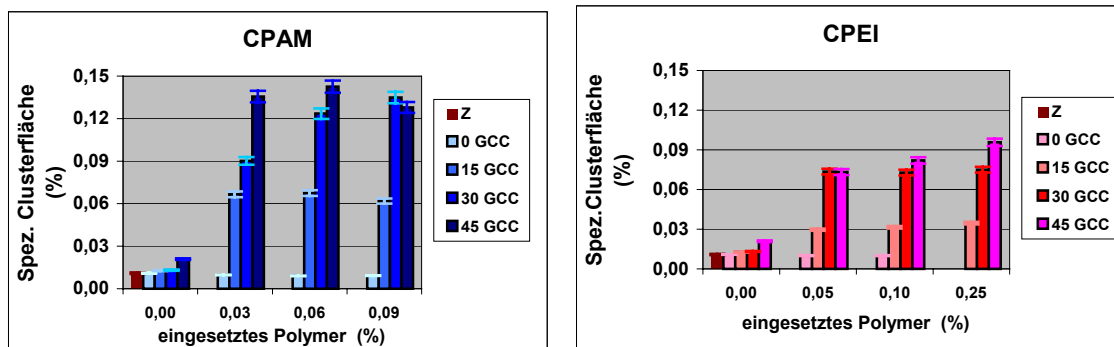 CPAM
Spez. Clusterfläche
(%)
0,15
0,12
0,09
0,06
0,03
0,00
0,00 0,03 0,06 0,09
eingesetztes Polymer (%)
Z
0 GCC
15 GCC
30 GCC
45 GCC
CPEI
Spez.Clusterfläche
(%)
0,15
0,12
0,09
0,06
0,03
0,00
0,00 0,05 0,10 0,25
eingesetztes Polymer (%)
Z
0 GCC
15 GCC
30 GCC
45 GCC